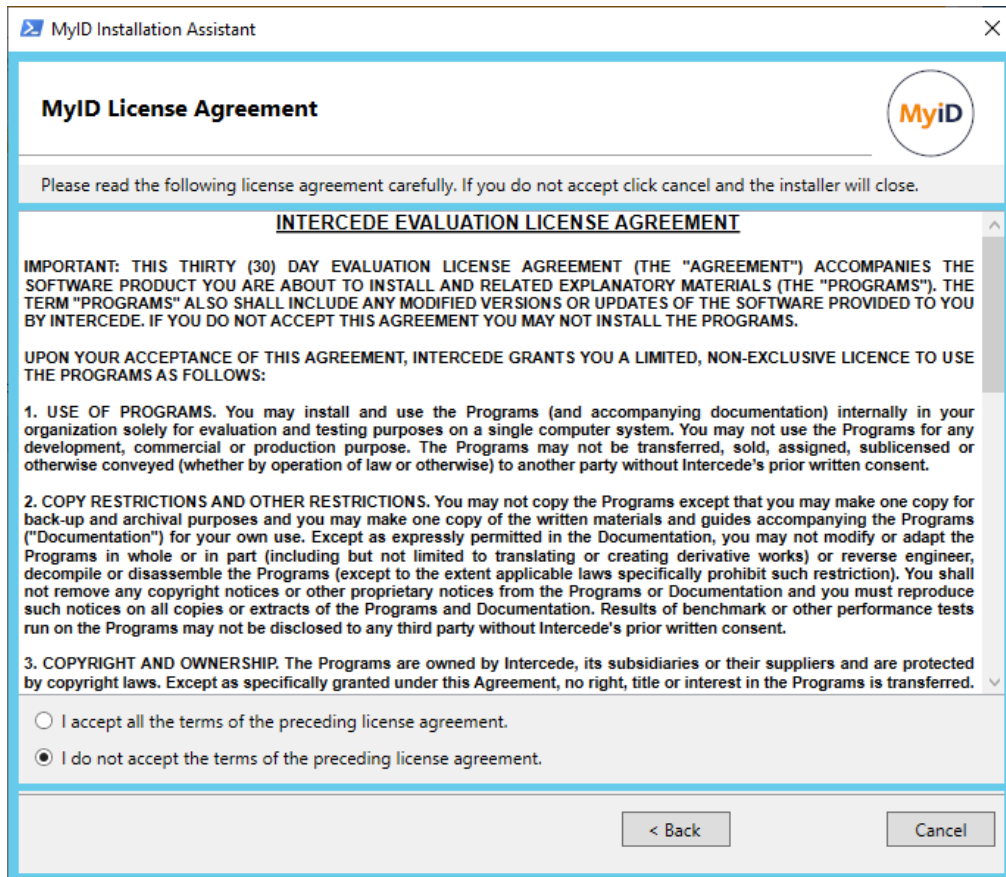 MyID Installation Assistant
MyID License Agreement
MyiD
Please read the following license agreement carefully. If you do not accept click cancel and the installer will close.
INTERCEDE EVALUATION LICENSE AGREEMENT
IMPORTANT: THIS THIRTY (30) DAY EVALUATION LICENSE AGREEMENT (THE "AGREEMENT") ACCOMPANIES THE
SOFTWARE PRODUCT YOU ARE ABOUT TO INSTALL AND RELATED EXPLANATORY MATERIALS (THE "PROGRAMS"). THE
TERM "PROGRAMS" ALSO SHALL INCLUDE ANY MODIFIED VERSIONS OR UPDATES OF THE SOFTWARE PROVIDED TO YOU
BY INTERCEDE. IF YOU DO NOT ACCEPT THIS AGREEMENT YOU MAY NOT INSTALL THE PROGRAMS.
UPON YOUR ACCEPTANCE OF THIS AGREEMENT, INTERCEDE GRANTS YOU A LIMITED, NON-EXCLUSIVE LICENCE TO USE
THE PROGRAMS AS FOLLOWS:
1. USE OF PROGRAMS. You may install and use the Programs (and accompanying documentation) internally in your
organization solely for evaluation and testing purposes on a single computer system. You may not use the Programs for any
development, commercial or production purpose. The Programs may not be transferred, sold, assigned, sublicensed or
otherwise conveyed (whether by operation of law or otherwise) to another party without Intercede's prior written consent.
2. COPY RESTRICTIONS AND OTHER RESTRICTIONS. You may not copy the Programs except that you may make one copy for
back-up and archival purposes and you may make one copy of the written materials and guides accompanying the Programs
("Documentation") for your own use. Except as expressly permitted in the Documentation, you may not modify or adapt the
Programs in whole or in part (including but not limited to translating or creating derivative works) or reverse engineer,
decompile or disassemble the Programs (except to the extent applicable laws specifically prohibit such restriction). You shall
not remove any copyright notices or other proprietary notices from the Programs or Documentation and you must reproduce
such notices on all copies or extracts of the Programs and Documentation. Results of benchmark or other performance tests
run on the Programs may not be disclosed to any third party without Intercede's prior written consent.
3. COPYRIGHT AND OWNERSHIP. The Programs are owned by Intercede, its subsidiaries or their suppliers and are protected
by copyright laws. Except as specifically granted under this Agreement, no right, title or interest in the Programs is transferred.
I accept all the terms of the preceding license agreement.
I do not accept the terms of the preceding license agreement.
< Back
Cancel